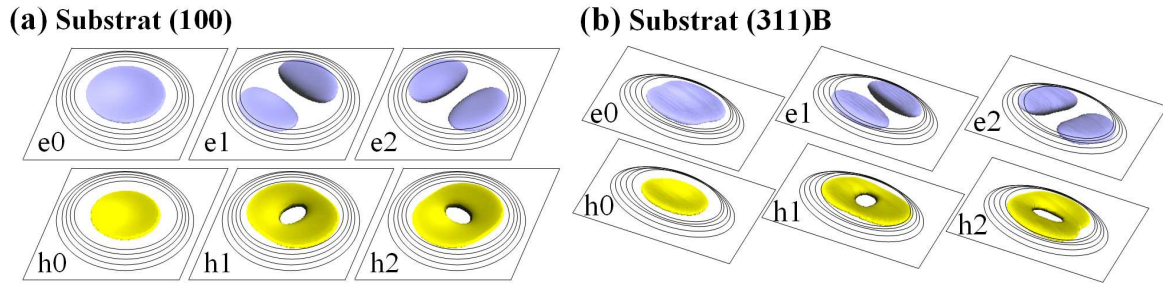 (a) Substrat (100)
e0 e1 e2
h0 h1 h2
(b) Substrat (311)B
e0 e1 e2
h0 h1 h2